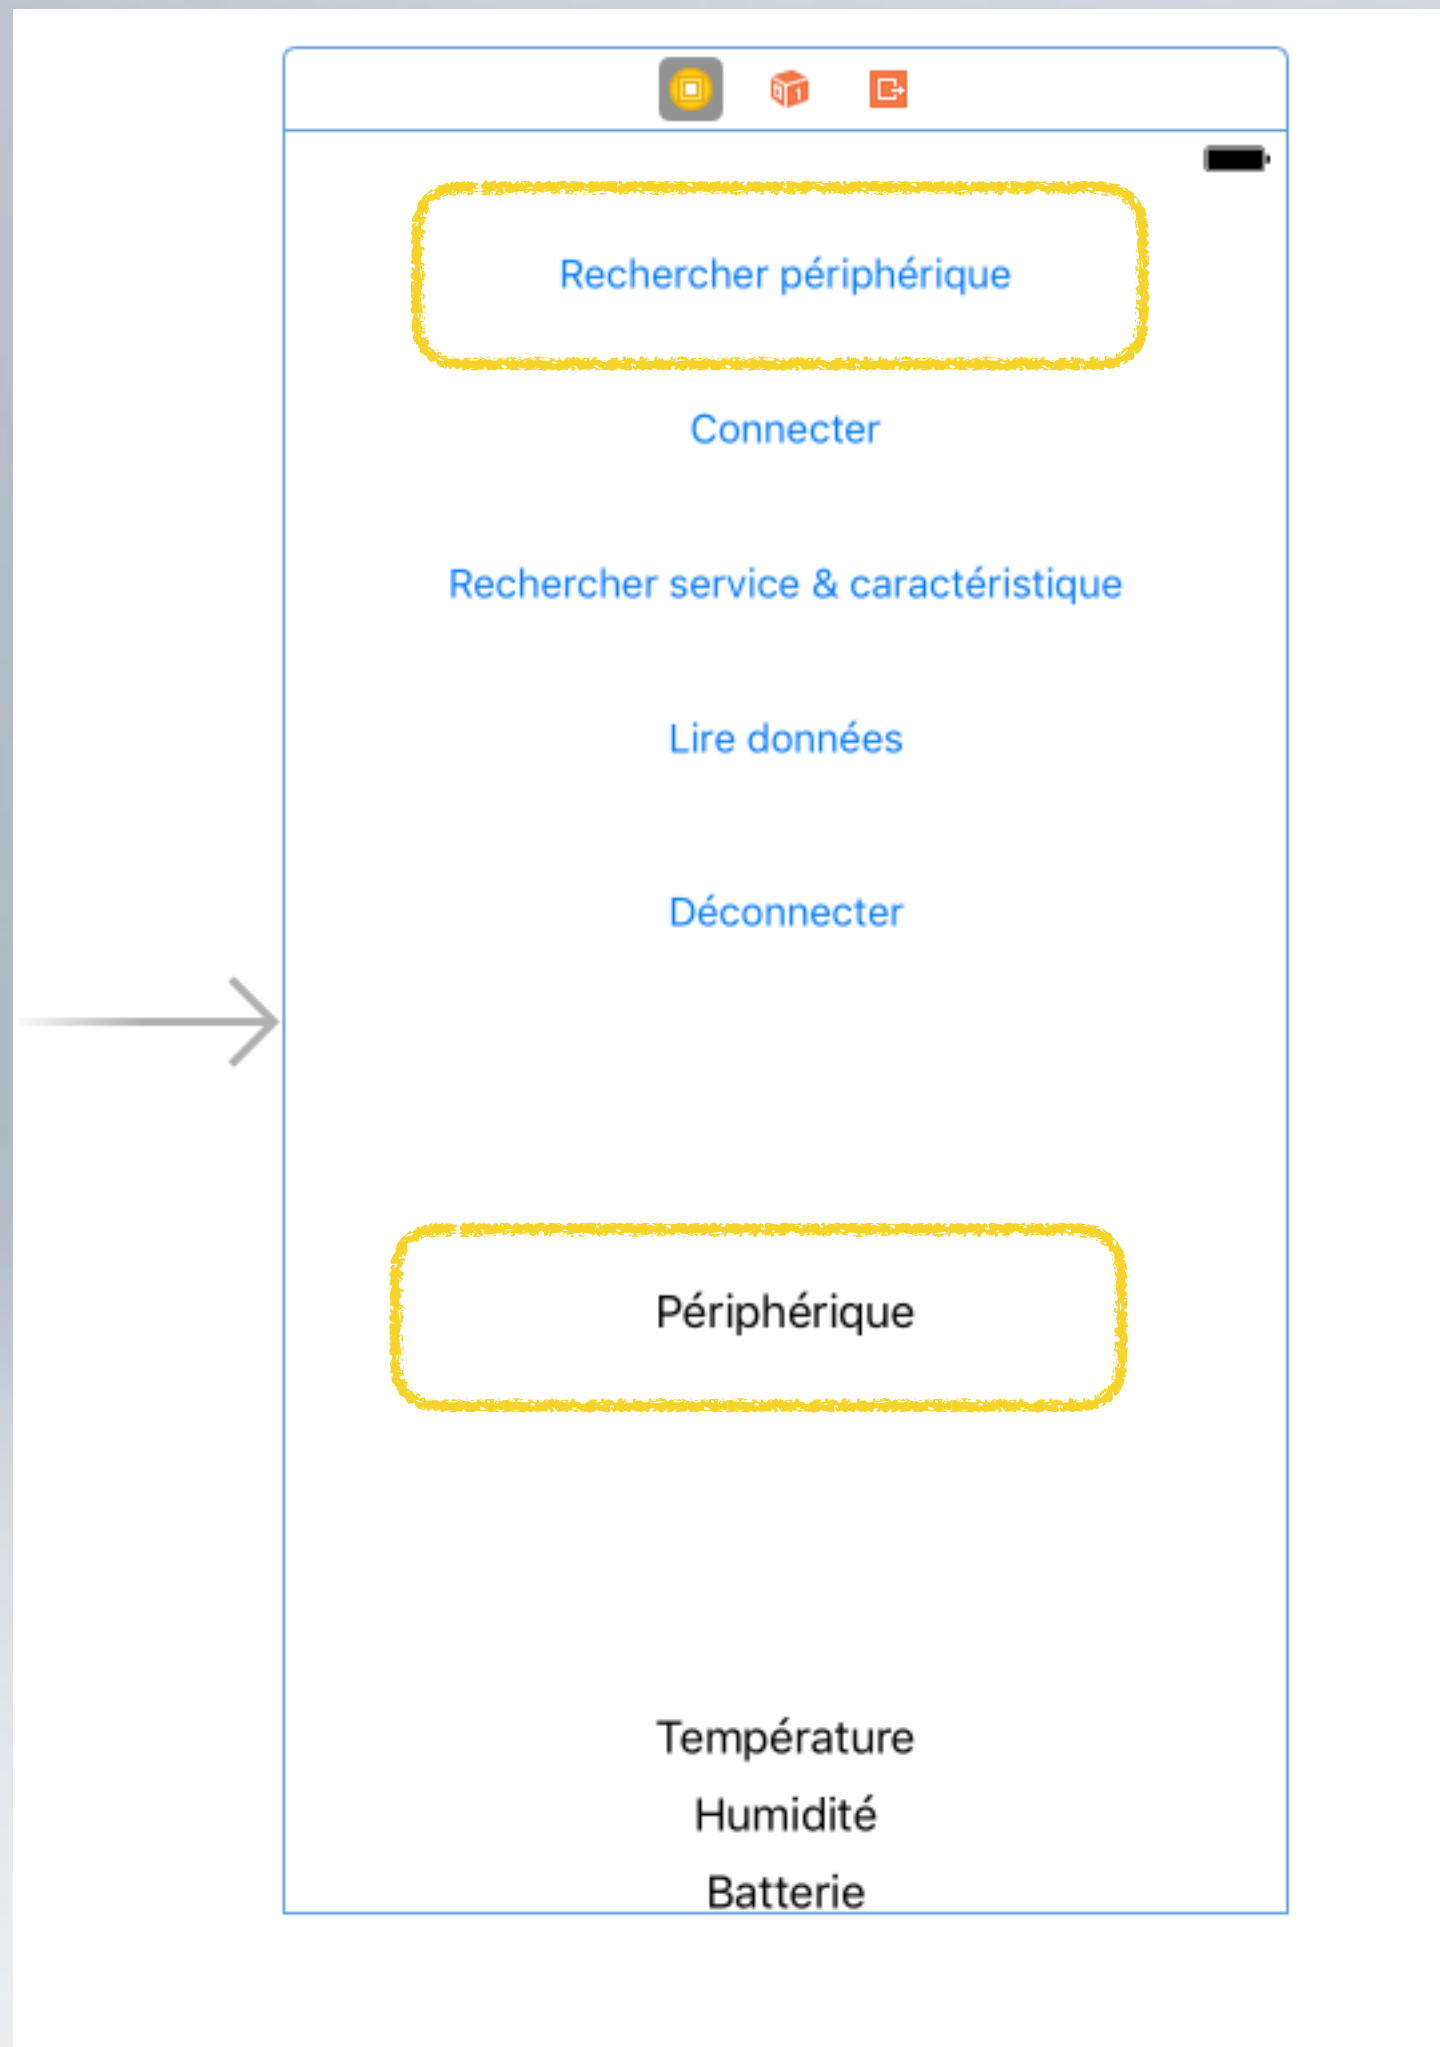 Rechercher périphérique
Connecter
Rechercher service & caractéristique
Lire données
Déconnecter
Périphérique
Température
Humidité
Batterie